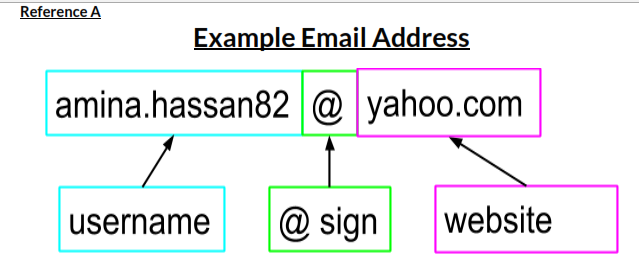 Reference A
Example Email Address
amina.hassan82 @ yahoo.com
username @ sign website